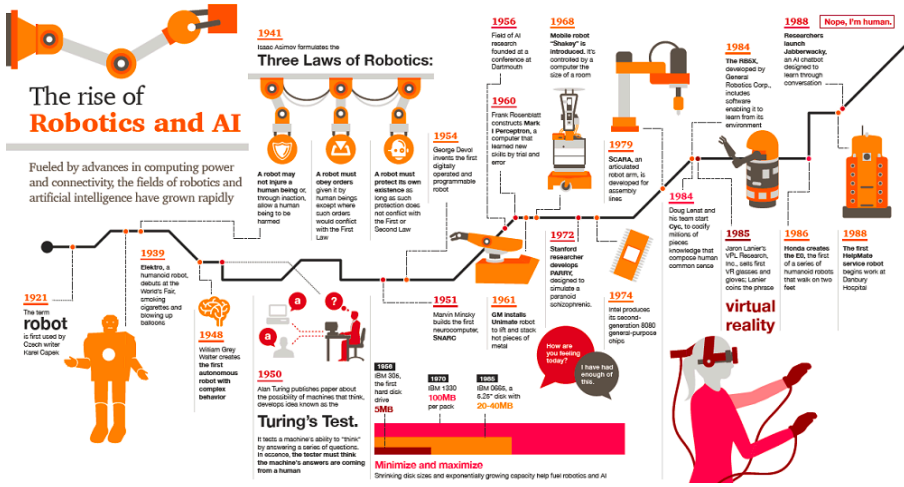 The rise of
Robotics and AI
Fueled by advances in computing power
and connectivity, the fields of robotics and
artificial intelligence have grown rapidly
1921
The term
robot
is first used by
Czech writer
Karel Capek
1939
Elektro, a
humanoid robot,
debuts at the
World's Fair,
smoking
cigarettes and
blowing up
balloons
1941
Isaac Asimov formulates the
Three Laws of Robotics:
A robot may
not injure a
human being or,
through inaction,
allow a human
being to be
harmed
A robot must
obey orders
given it by
human beings
except where
such orders
would conflict
with the First
Law
A robot must
protect its own
existence as
long as such
protection does
not conflict with
the First or
Second Law
1948
William Grey
Walter creates
the first
autonomous
robot with
complex
behavior
1950
Alan Turing publishes paper about
the possibility of machines that think,
develops idea known as the
Turing's Test.
It tests a machine's ability to "think"
by answering a series of questions.
In essence, the tester must think
the machine's answers are coming
from a human
a
?
a
1951
Marvin Minsky
builds the first
neurocomputer,
SNARC
1954
George Devol
invents the first
digitally
operated and
programmable
robot
1956
Field of AI
research
founded at a
conference at
Dartmouth
1960
Frank Rosenblatt
constructs Mark
I Perceptron, a
computer that
learned new
skills by trial and
error
1961
GM installs
Unimate robot
to lift and stack
hot pieces of
metal
1968
Mobile robot
"Shakey" is
introduced. It's
controlled by a
computer the
size of a room
1972
Stanford
researcher
develops
PARRY,
designed to
simulate a
paranoid
schizophrenic.
How are
you feeling
today?
I have had
enough of
this.
1974
Intel produces
its second-
generation 8080
general-purpose
chips
1979
SCARA, an
articulated
robot arm, is
developed for
assembly
lines
1984
The RB5X,
developed by
General
Robotics Corp.,
includes
software
enabling it to
learn from its
environment
1984
Doug Lenat and
his team start
Cyc, to codify
millions of
pieces
knowledge that
compose human
common sense
1985
Jaron Lanier's
VPL Research,
Inc., sells first
VR glasses and
gloves; Lanier
coins the phrase
virtual
reality
1986
Honda creates
the E0, the first
of a series of
humanoid robots
that walk on two
feet
1988
Researchers
launch
Jabberwacky,
an AI chatbot
designed to
learn through
conversation
Nope, I'm human.
1988
The first
HelpMate
service robot
begins work at
Danbury
Hospital
1956
IBM 305,
the first
hard disk
drive
5MB
1970
IBM 1330
100MB
per pack
1985
IBM 0665, a
5.25" disk with
20-40MB
Minimize and maximize
Shrinking disk sizes and exponentially growing capacity help fuel robotics and AI